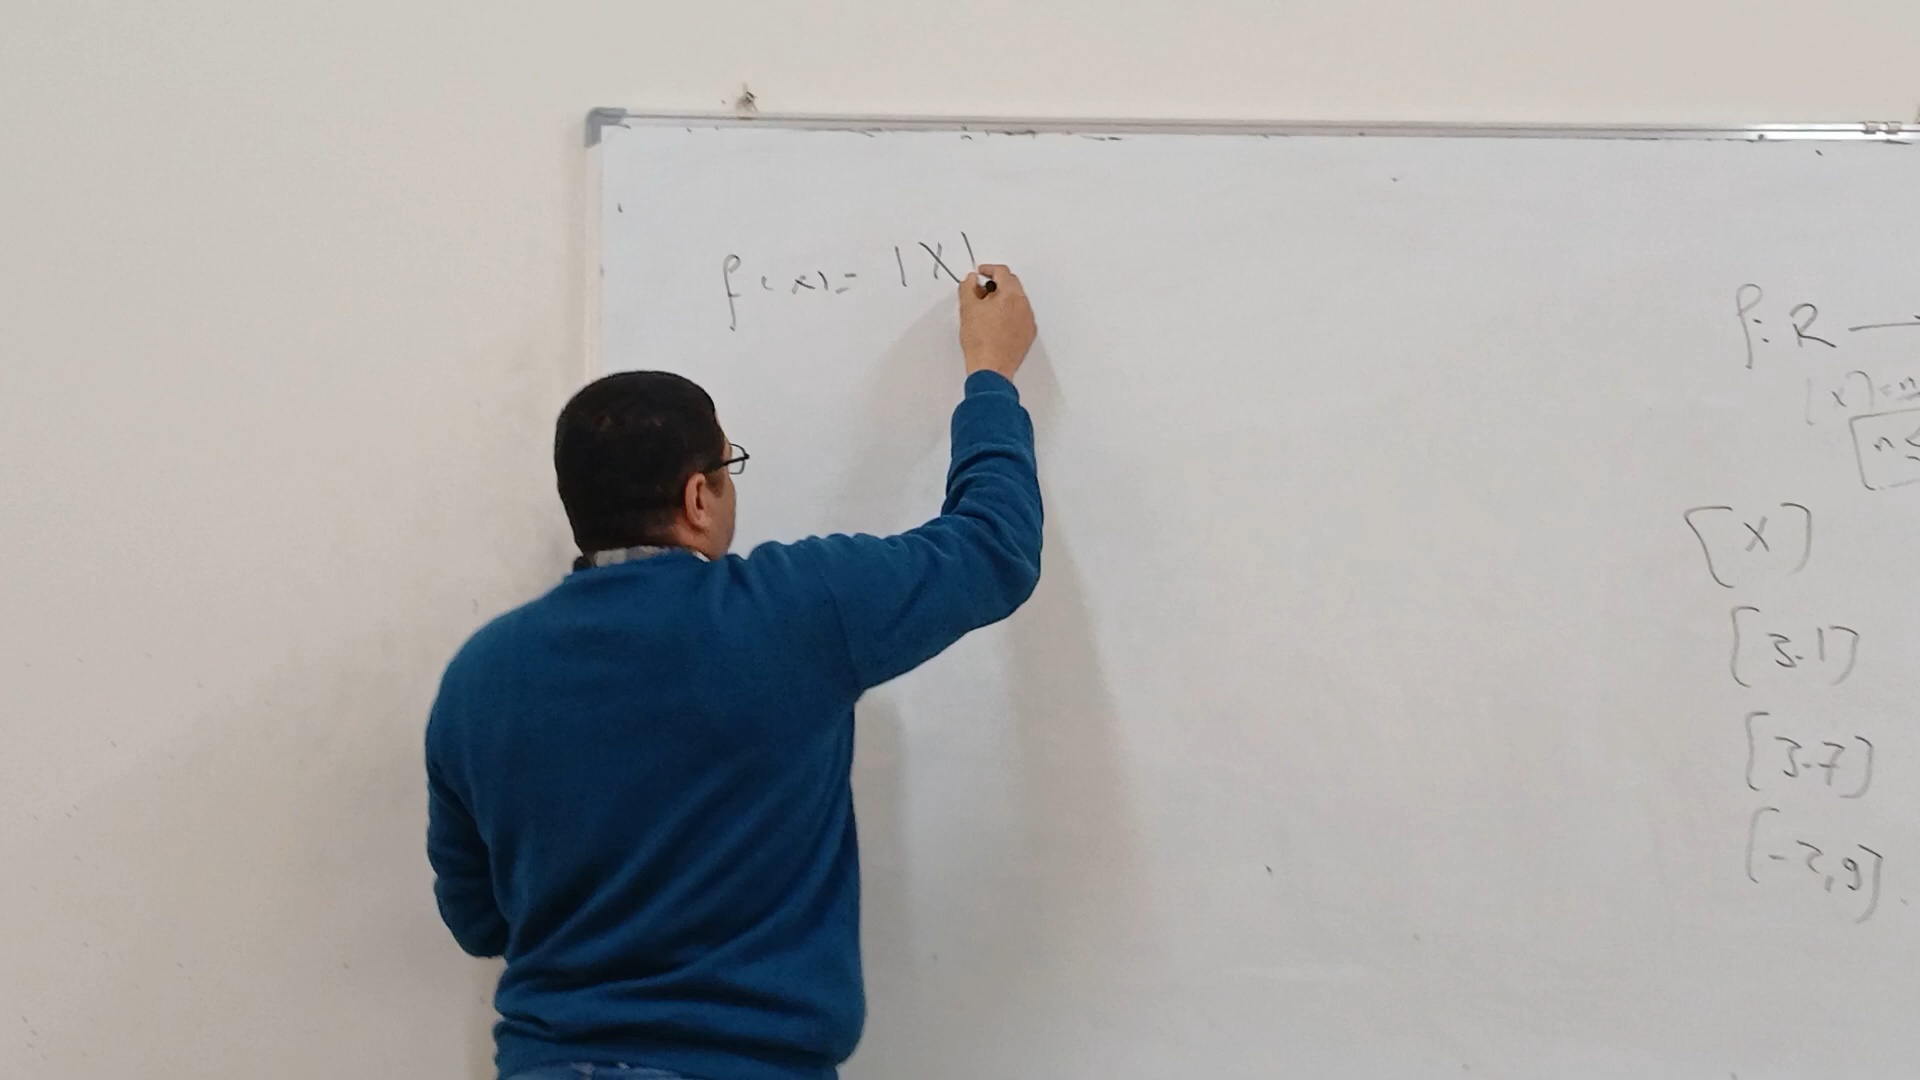 f(x)= |X|
f: R →
[x]=n
n≤
[x]
[3.1]
[3.7]
[-2,9]